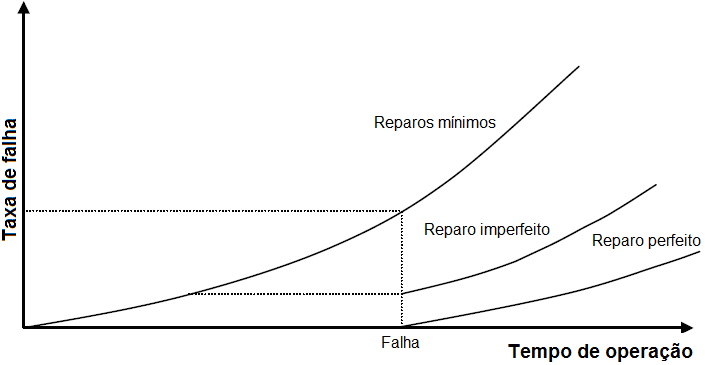 Taxa de falha
Reparos mínimos
Reparo imperfeito
Reparo perfeito
Falha
Tempo de operação